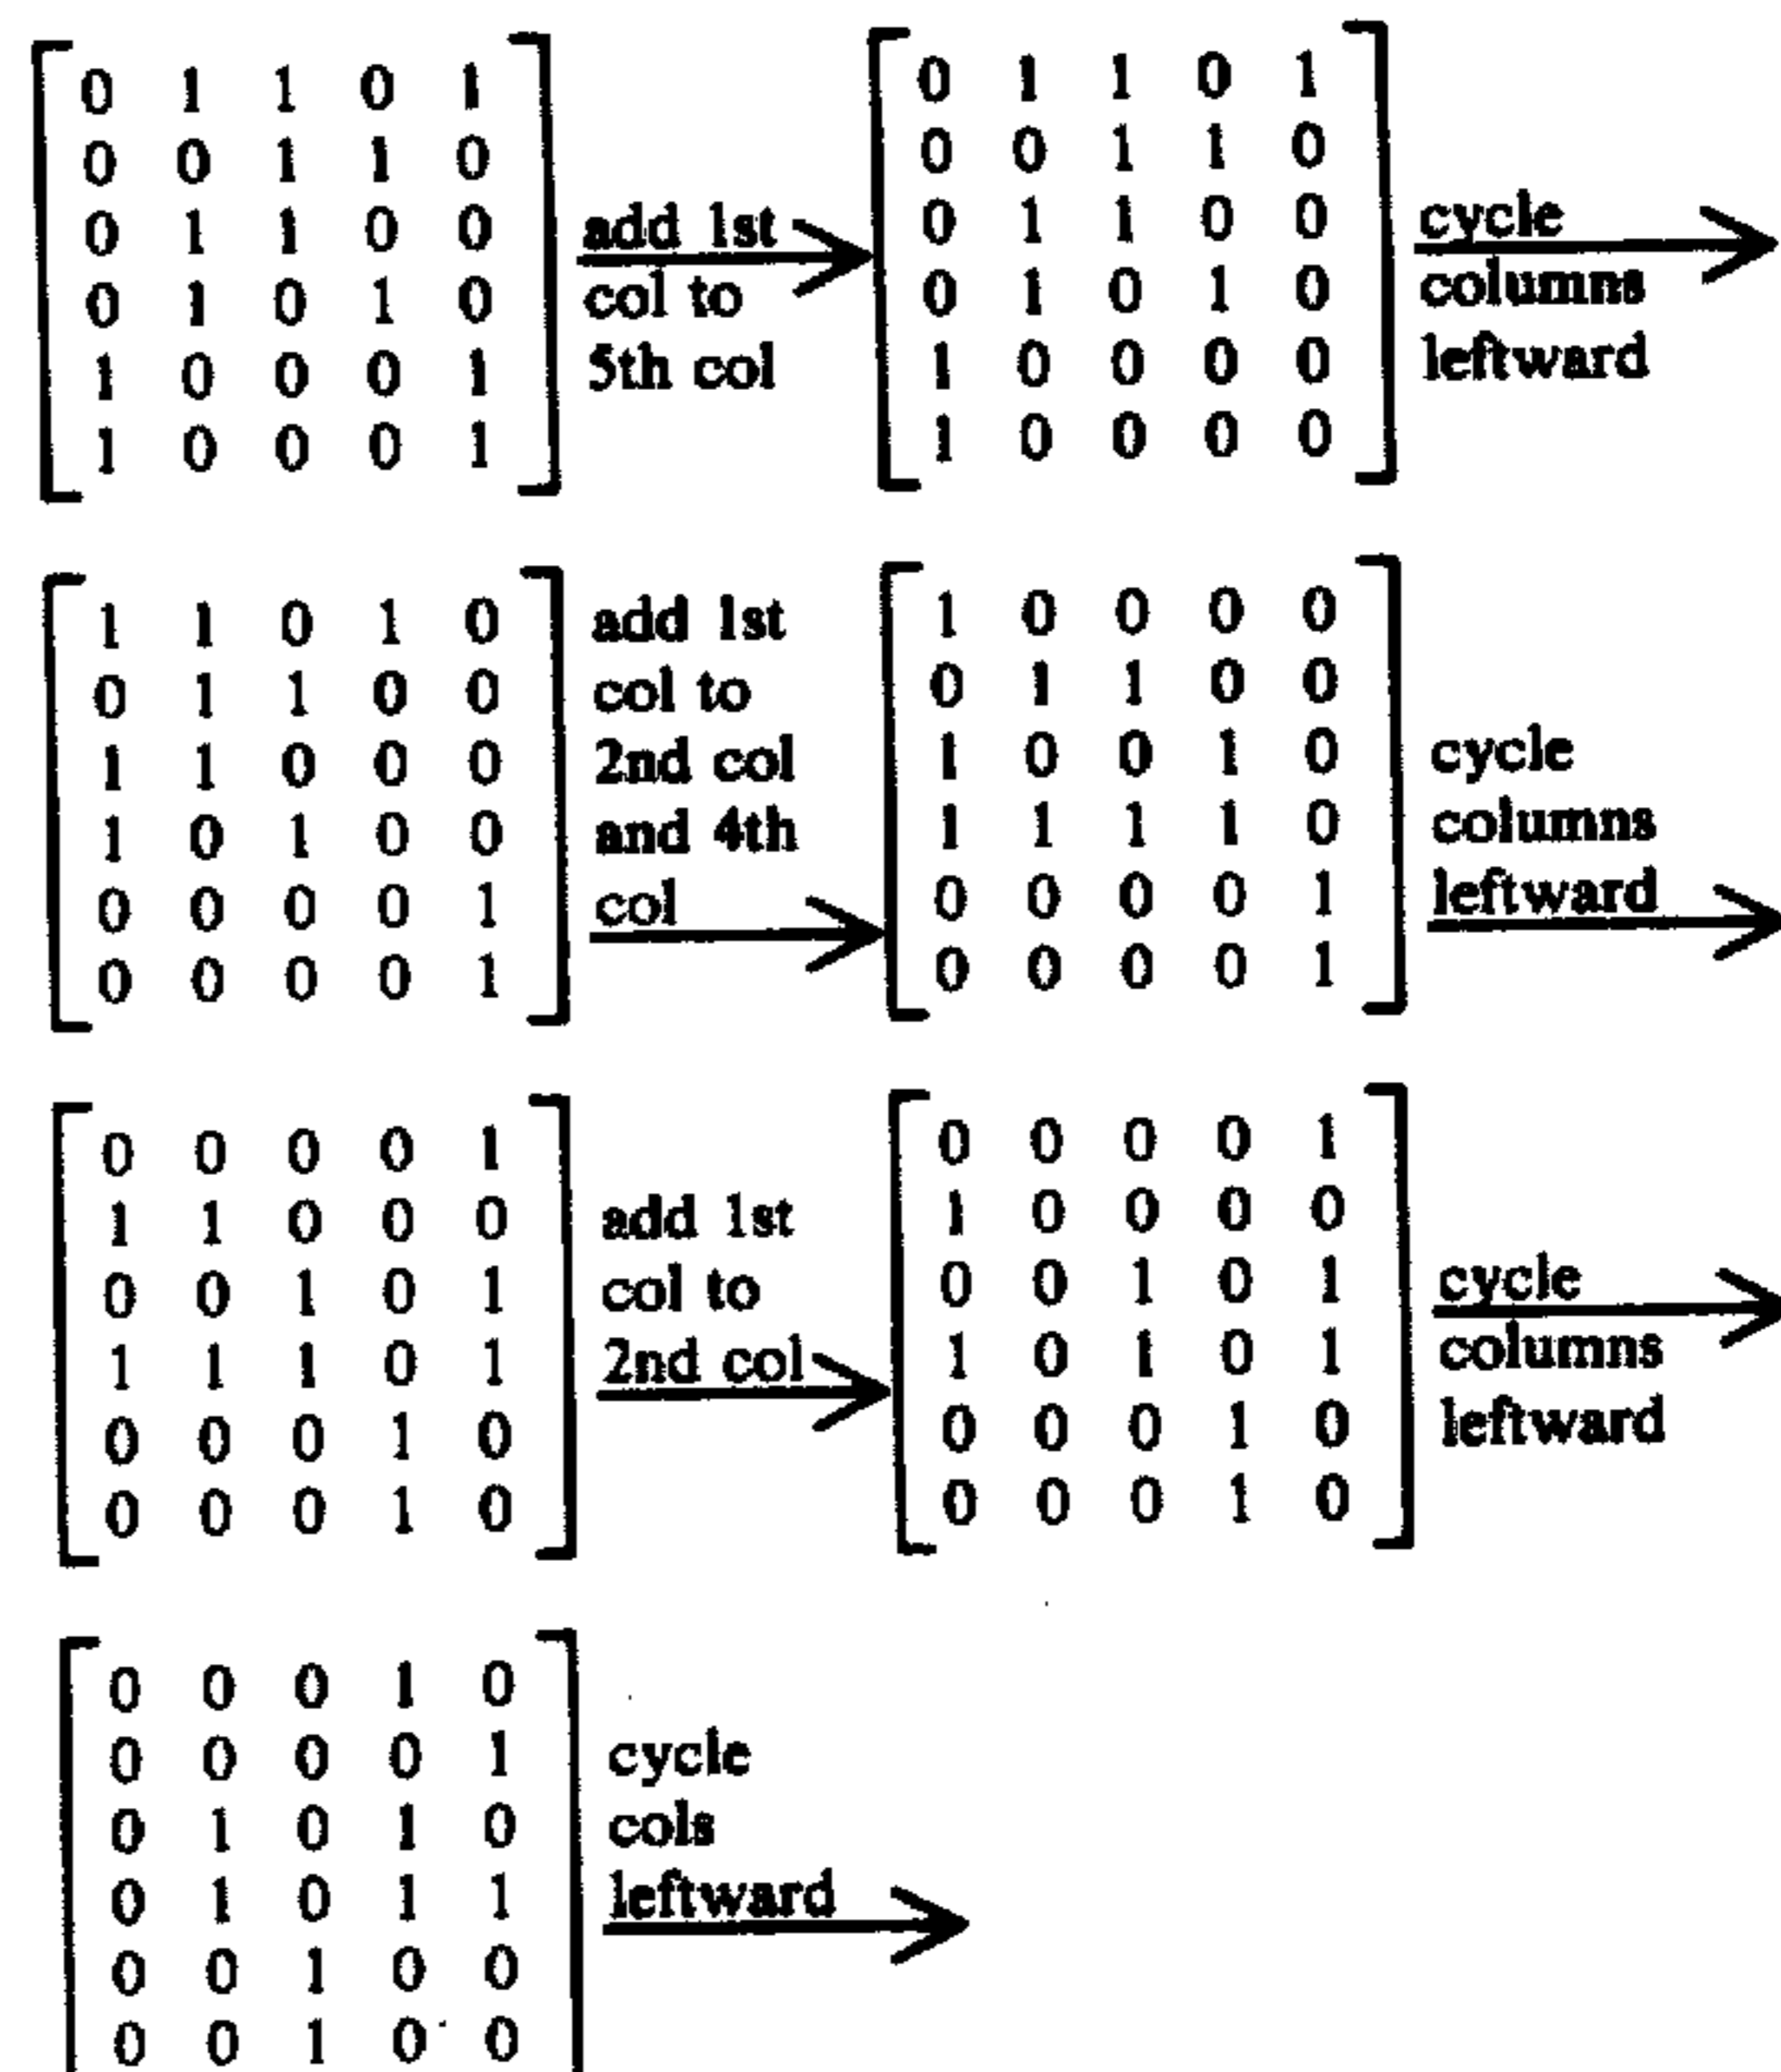 0 1 1 0 1 0 1 1 0 1
0 0 1 1 0 0 0 1 1 0
0 1 1 0 0 add 1st 0 1 1 0 0 cycle
0 1 0 1 0 col to 0 1 0 1 0 columns
1 0 0 0 1 5th col 1 0 0 0 0 leftward
1 0 0 0 1 1 0 0 0 0
1 1 0 1 0 add 1st 1 0 0 0 0
0 1 1 0 0 col to 0 1 1 0 0
1 1 0 0 0 2nd col 1 0 0 1 0 cycle
1 0 1 0 0 and 4th 1 1 1 1 0 columns
0 0 0 0 1 col 0 0 0 0 1 leftward
0 0 0 0 1 0 0 0 0 1
0 0 0 0 1 0 0 0 0 1
1 1 0 0 0 add 1st 1 0 0 0 0
0 0 1 0 1 col to 0 0 1 0 1 cycle
1 1 1 0 1 2nd col 1 0 1 0 1 columns
0 0 0 1 0 0 0 0 1 0 leftward
0 0 0 1 0 0 0 0 1 0
0 0 0 1 0
0 0 0 0 1 cycle
0 1 0 1 0 cols
0 1 0 1 1 leftward
0 0 1 0 0
0 0 1 0 0